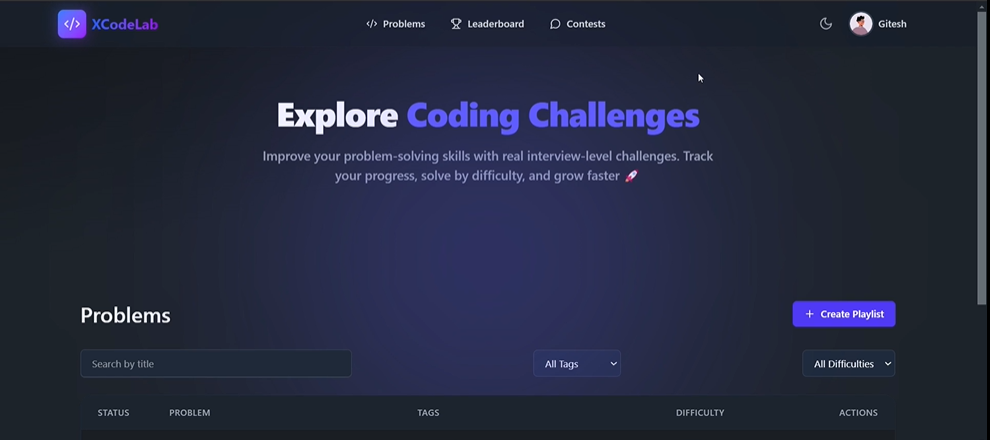 </> XCodeLab
</> Problems Leaderboard Contests Gitesh
Explore Coding Challenges
Improve your problem-solving skills with real interview-level challenges. Track
your progress, solve by difficulty, and grow faster 🚀
Problems
+ Create Playlist
Search by title All Tags All Difficulties
STATUS PROBLEM TAGS DIFFICULTY ACTIONS